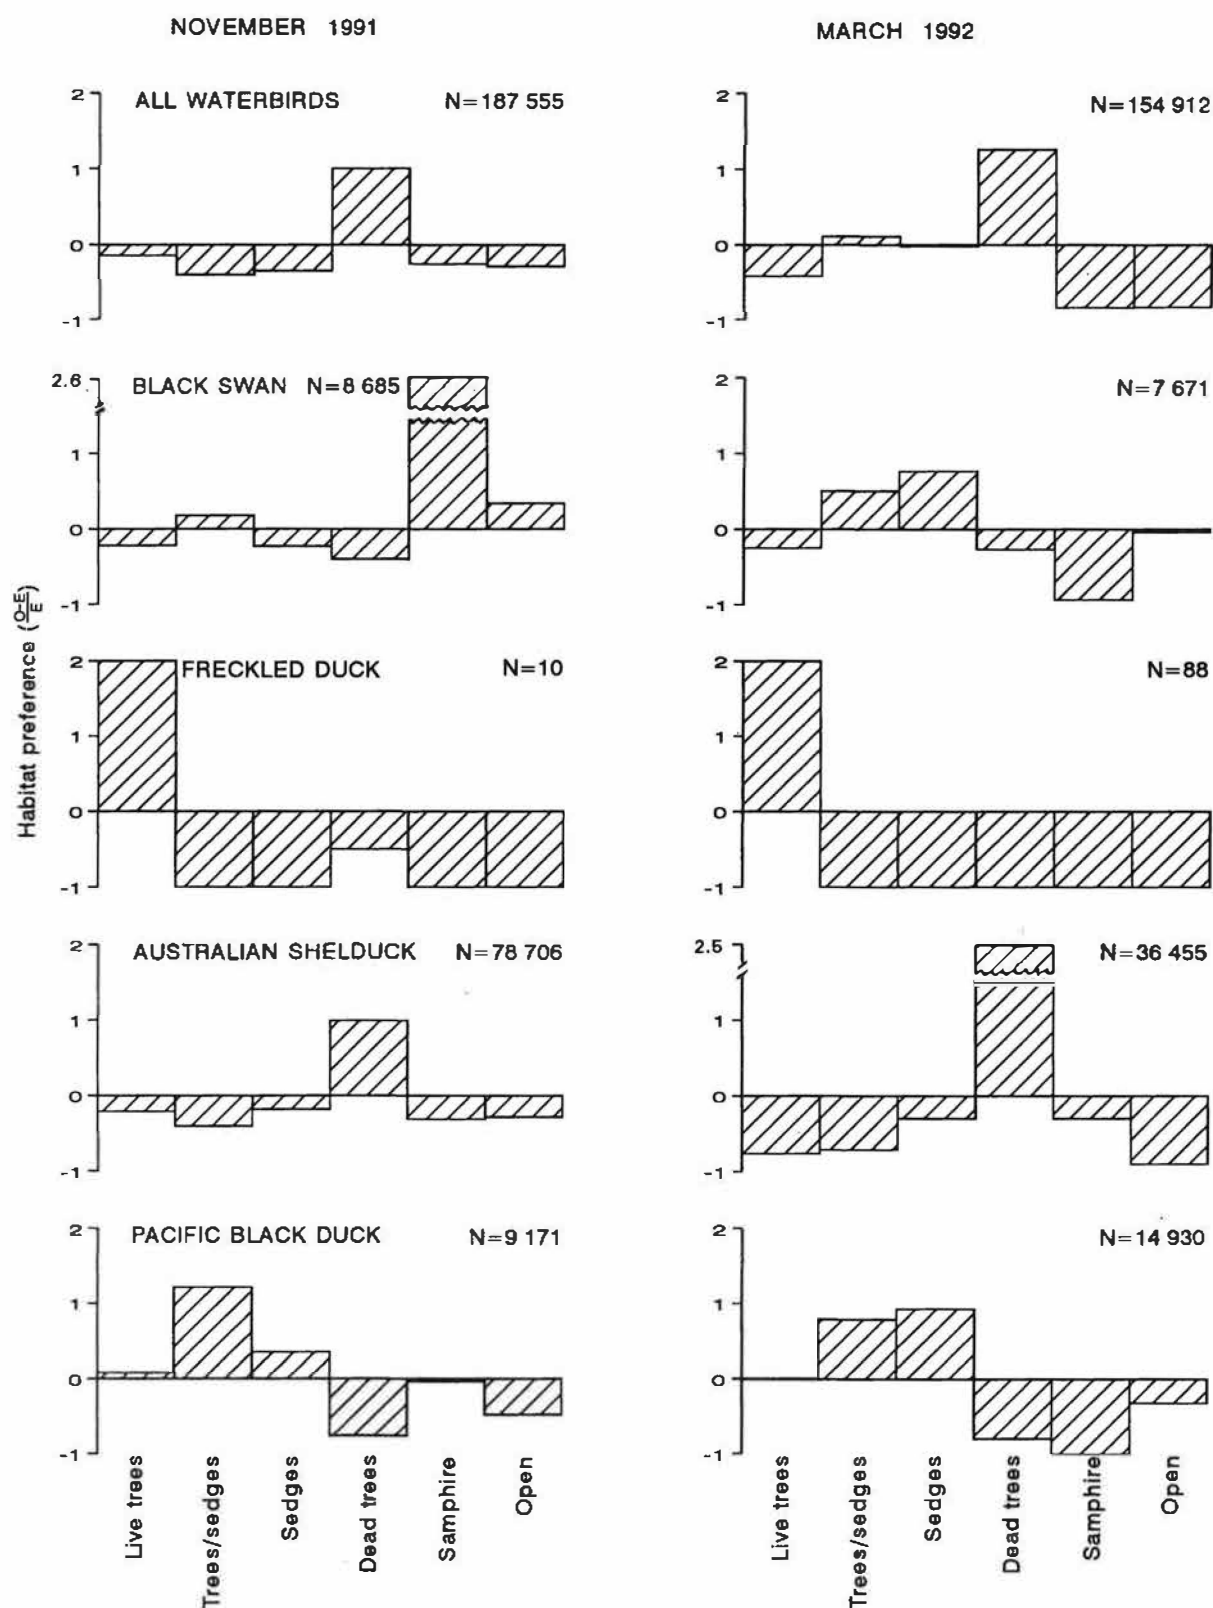 NOVEMBER 1991
MARCH 1992
Habitat preference (O-E/E)
2
1
0
-1
ALL WATERBIRDS N=187 555
2
1
0
-1
N=154 912
2.6
1
0
-1
BLACK SWAN N=8 685
2
1
0
-1
N=7 671
2
1
0
-1
FRECKLED DUCK N=10
2
1
0
-1
N=88
2
1
0
-1
AUSTRALIAN SHELDUCK N=78 706
2.5
1
0
-1
N=36 455
2
1
0
-1
PACIFIC BLACK DUCK N=9 171
2
1
0
-1
N=14 930
Live trees
Trees/sedges
Sedges
Dead trees
Samphire
Open
Live trees
Trees/sedges
Sedges
Dead trees
Samphire
Open